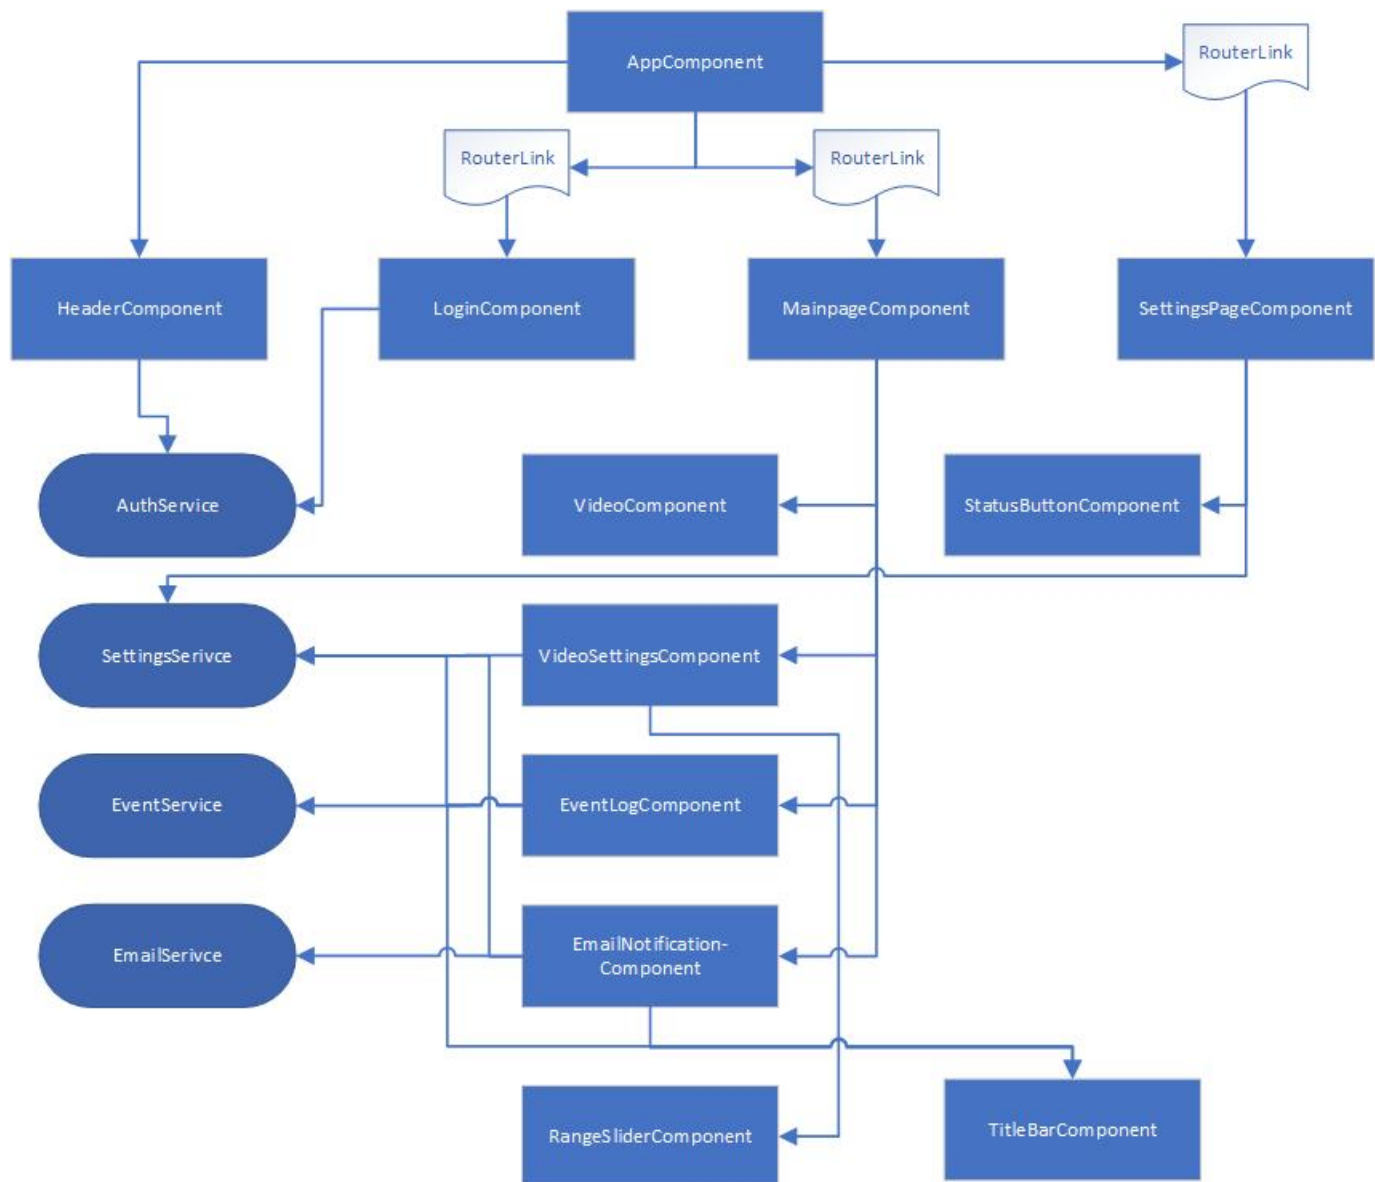 AppComponent
RouterLink
RouterLink
RouterLink
HeaderComponent
LoginComponent
MainpageComponent
SettingsPageComponent
AuthService
VideoComponent
StatusButtonComponent
SettingsSerivce
VideoSettingsComponent
EventService
EventLogComponent
EmailSerivce
EmailNotification-
Component
RangeSliderComponent
TitleBarComponent